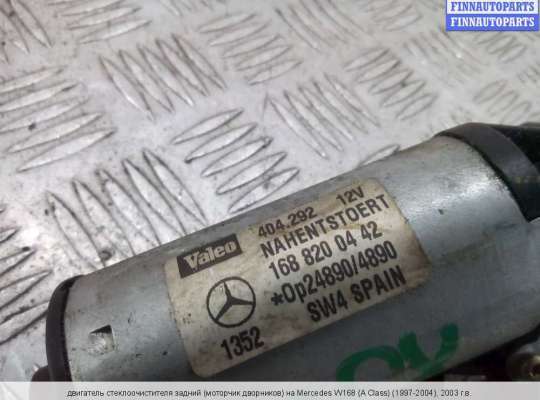 FINNAUTOPARTS
FINNAUTOPARTS
Valeo
404.292 12V
NAHENTSTOERT
168 820 04 42
*Op24890/4890
SW4 SPAIN
1352
двигатель стеклоочистителя задний (моторчик дворников) на Mercedes W168 (A Class) (1997-2004), 2003 г.в.